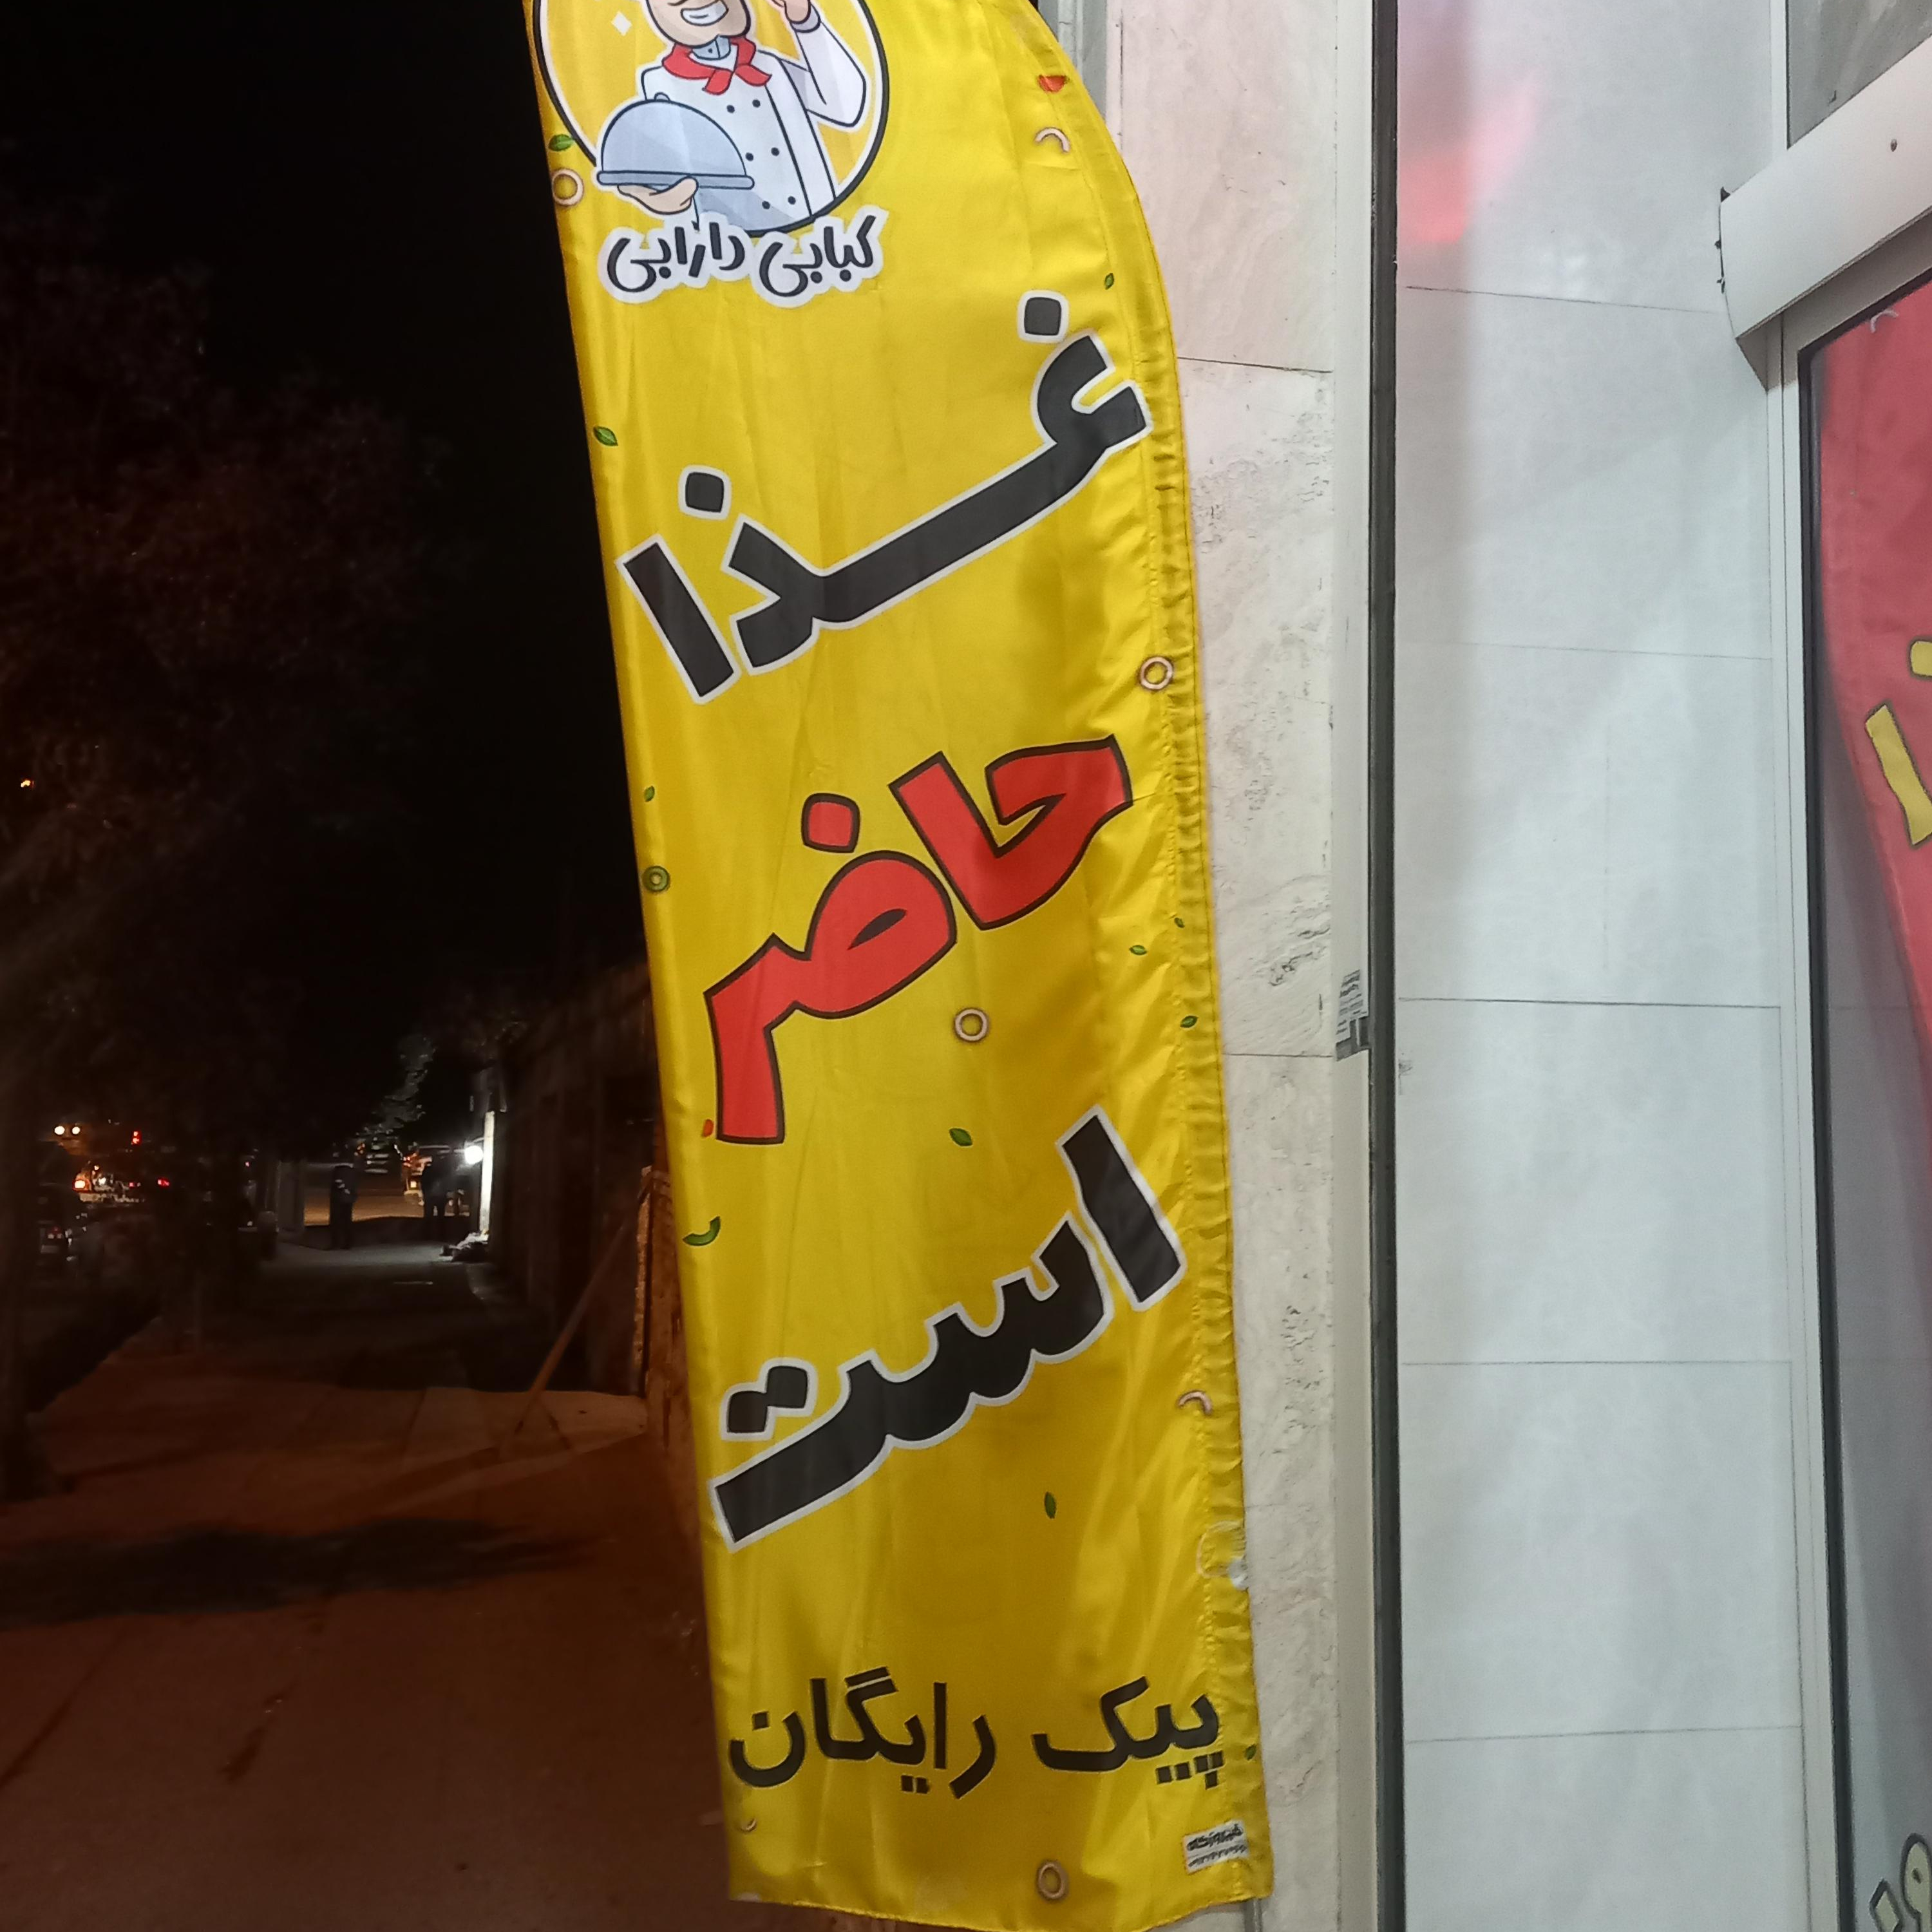 کبابی دارابی
غذا
حاضر
است
پیک رایگان